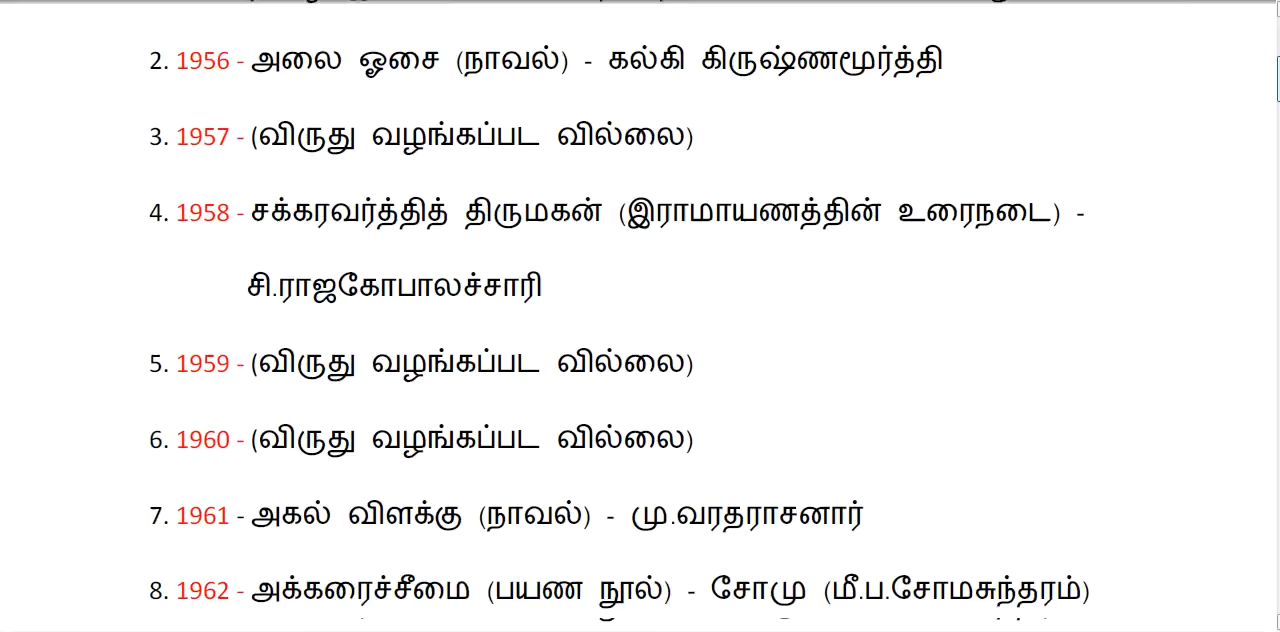 2. 1956 - அலை ஓசை (நாவல்) - கல்கி கிருஷ்ணமூர்த்தி
3. 1957 - (விருது வழங்கப்பட வில்லை)
4. 1958 - சக்கரவர்த்தித் திருமகன் (இராமாயணத்தின் உரைநடை) -
சி.ராஜகோபாலச்சாரி
5. 1959 - (விருது வழங்கப்பட வில்லை)
6. 1960 - (விருது வழங்கப்பட வில்லை)
7. 1961 - அகல் விளக்கு (நாவல்) - மு.வரதராசனார்
8. 1962 - அக்கரைச்சீமை (பயண நூல்) - சோமு (மீ.ப.சோமசுந்தரம்)